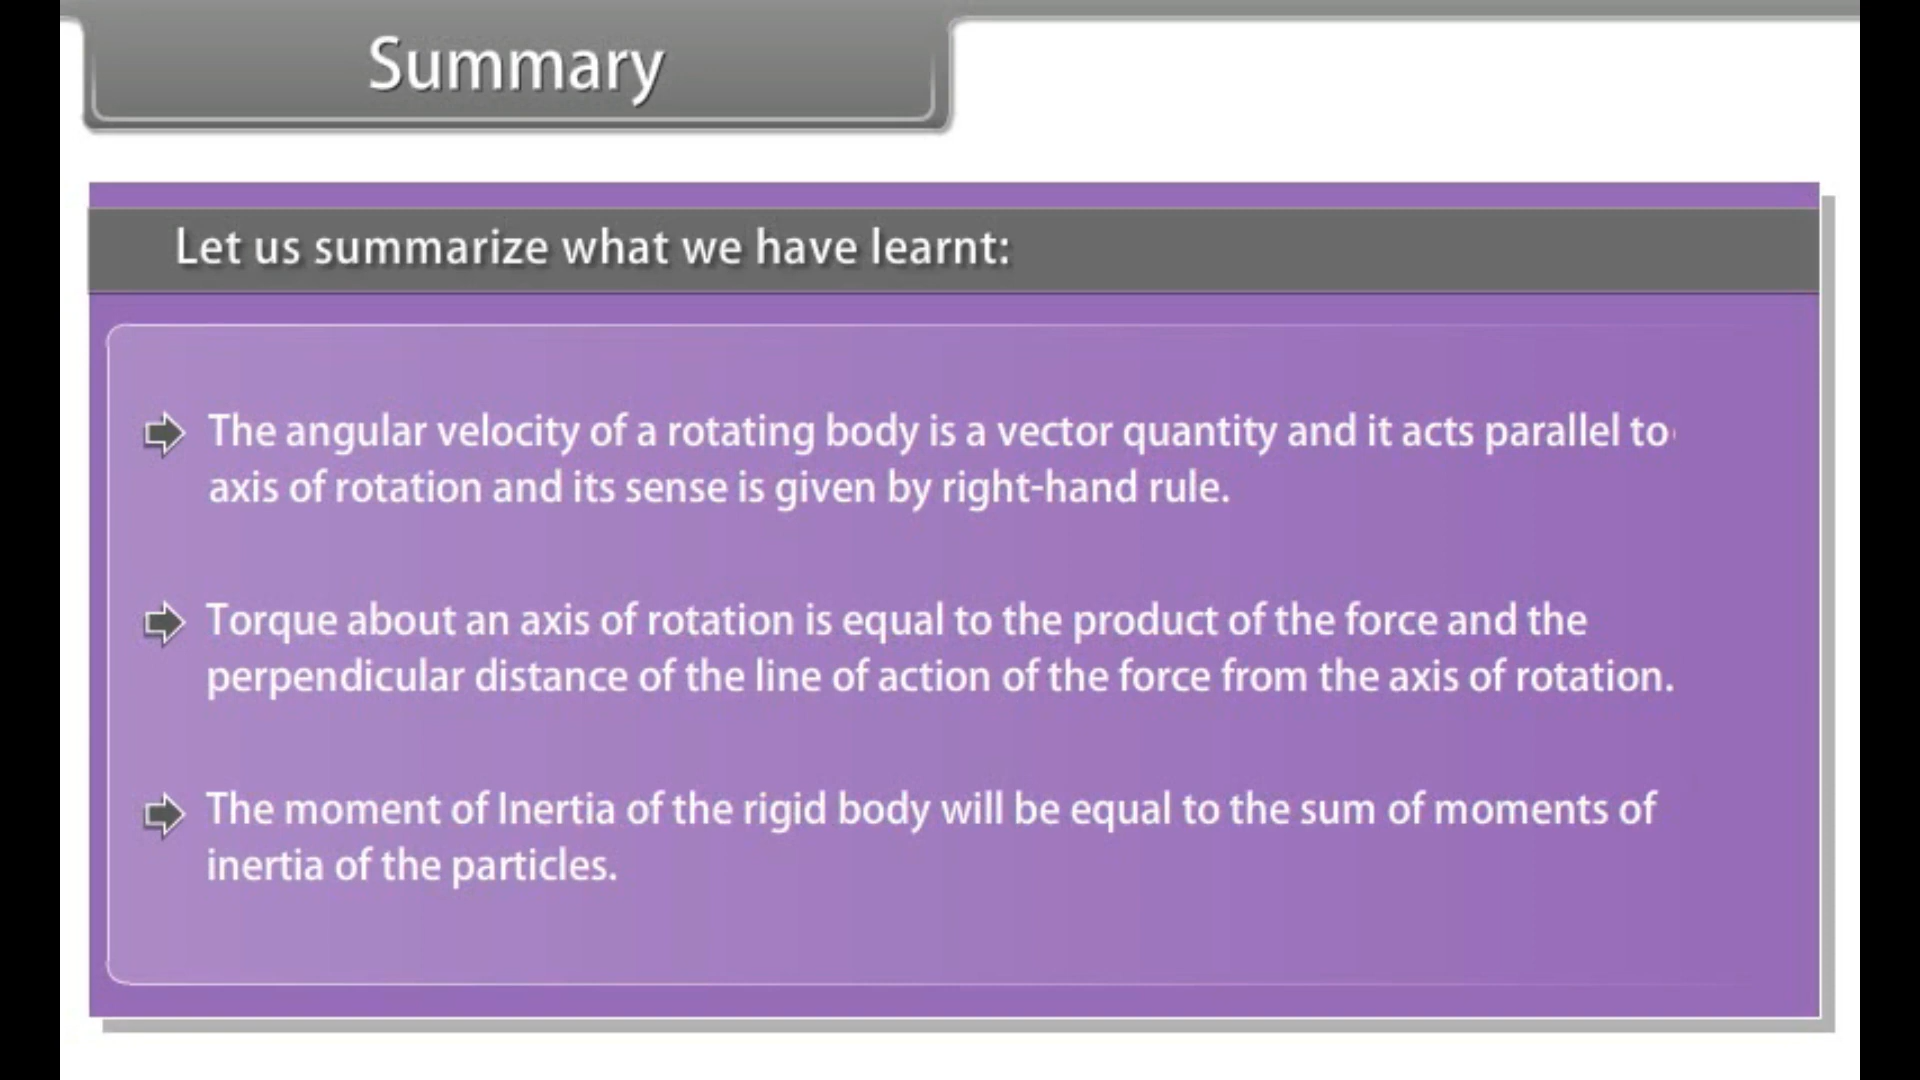 Summary
Let us summarize what we have learnt:
The angular velocity of a rotating body is a vector quantity and it acts parallel to
axis of rotation and its sense is given by right-hand rule.
Torque about an axis of rotation is equal to the product of the force and the
perpendicular distance of the line of action of the force from the axis of rotation.
The moment of Inertia of the rigid body will be equal to the sum of moments of
inertia of the particles.